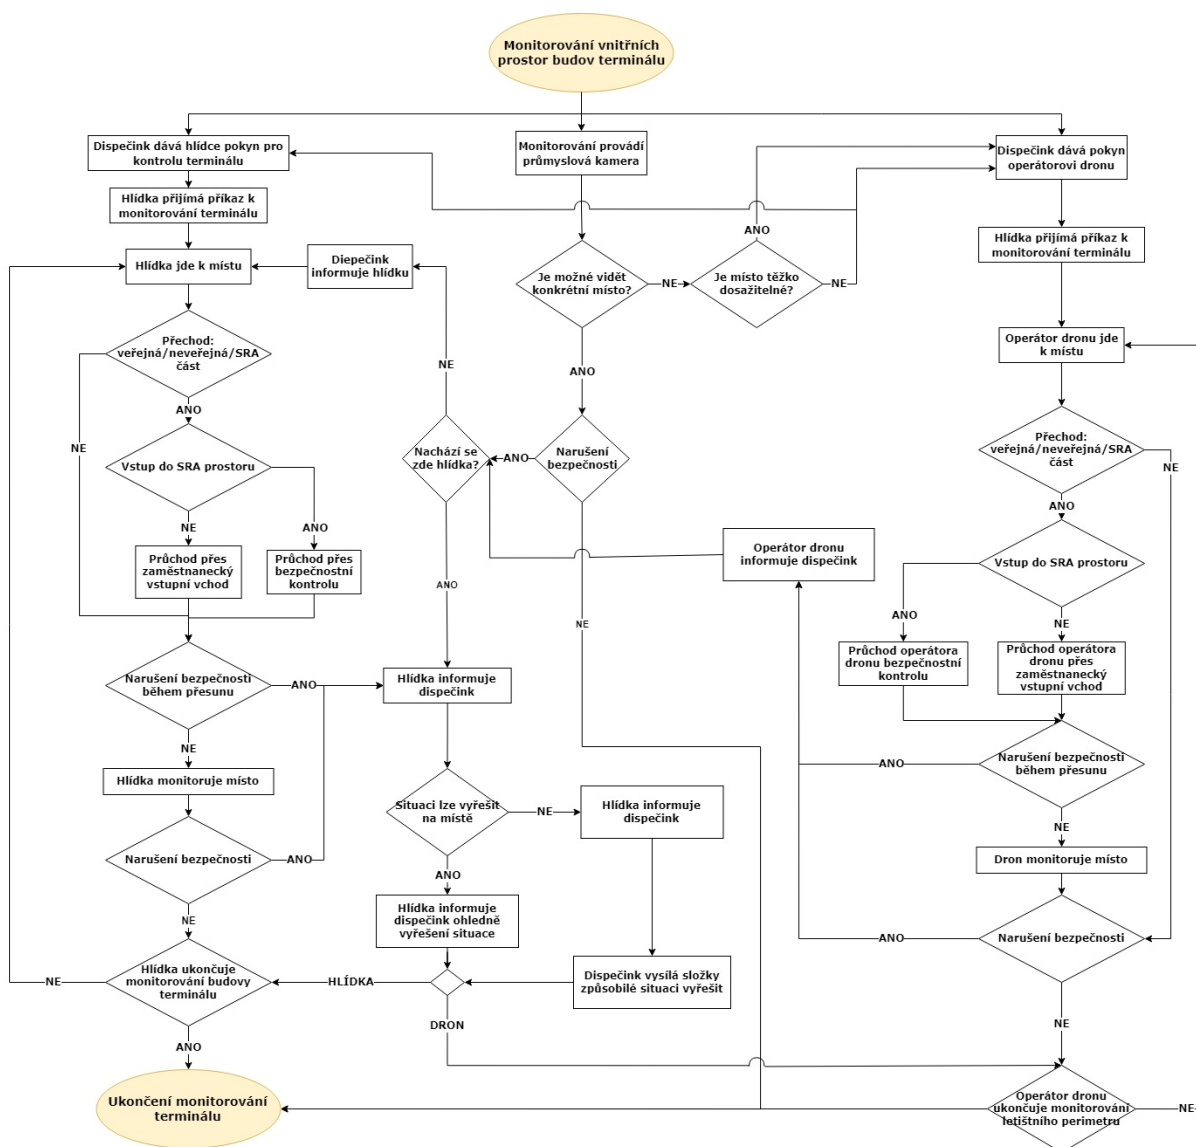 Monitorování vnitřních
prostor budov terminálu
Dispečink dává hlídce pokyn pro
kontrolu terminálu
Monitorování provádí
průmyslová kamera
Dispečink dává pokyn
operátorovi dronu
Hlídka přijímá příkaz k
monitorování terminálu
Hlídka přijímá příkaz k
monitorování terminálu
ANO
Hlídka jde k místu
Diepečink
informuje hlídku
Je možné vidět
konkrétní místo?
NE
Je místo těžko
dosažitelné?
NE
Přechod:
veřejná/neveřejná/SRA
část
Operátor dronu jde
k místu
NE
ANO
ANO
NE
Vstup do SRA prostoru
Nachází se
zde hlídka?
ANO
Narušení
bezpečnosti
Přechod:
veřejná/neveřejná/SRA
část
NE
ANO
NE
ANO
Průchod přes
zaměstnanecký
vstupní vchod
Průchod přes
bezpečnostní
kontrolu
ANO
Operátor dronu
informuje dispečink
Vstup do SRA prostoru
ANO
NE
NE
Průchod operátora
dronu bezpečnostní
kontrolu
Průchod operátora
dronu přes
zaměstnanecký
vstupní vchod
Narušení bezpečnosti
během přesunu
ANO
Hlídka informuje
dispečink
NE
Narušení bezpečnosti
během přesunu
ANO
Hlídka monitoruje místo
Situaci lze vyřešit
na místě
NE
Hlídka informuje
dispečink
NE
Narušení bezpečnosti
ANO
ANO
Dron monitoruje místo
NE
Hlídka informuje
dispečink ohledně
vyřešení situace
Narušení bezpečnosti
ANO
Hlídka ukončuje
monitorování budovy
terminálu
NE
HLÍDKA
Dispečink vysílá složky
způsobilé situaci vyřešit
DRON
NE
ANO
Ukončení monitorování
terminálu
Operátor dronu
ukončuje monitorování
letištního perimetru
NE